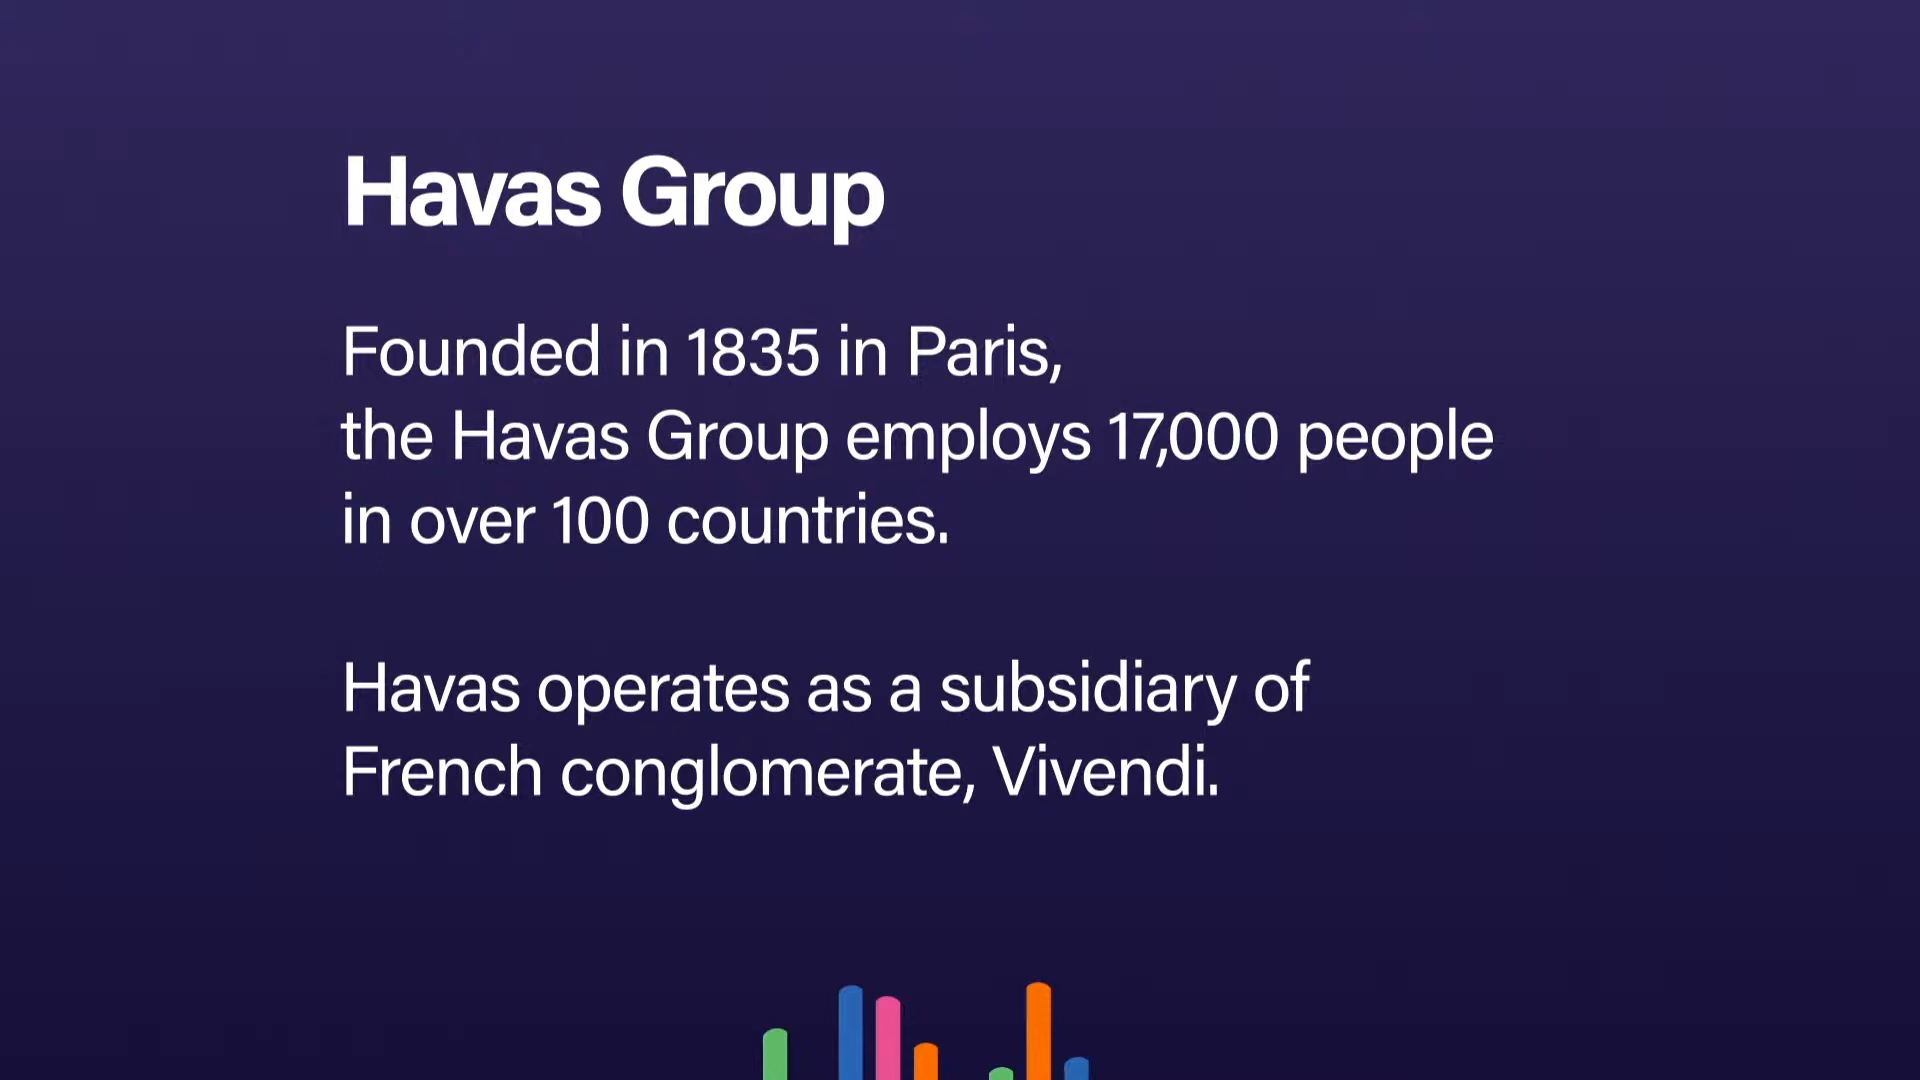 Havas Group
Founded in 1835 in Paris,
the Havas Group employs 17,000 people
in over 100 countries.
Havas operates as a subsidiary of
French conglomerate, Vivendi.